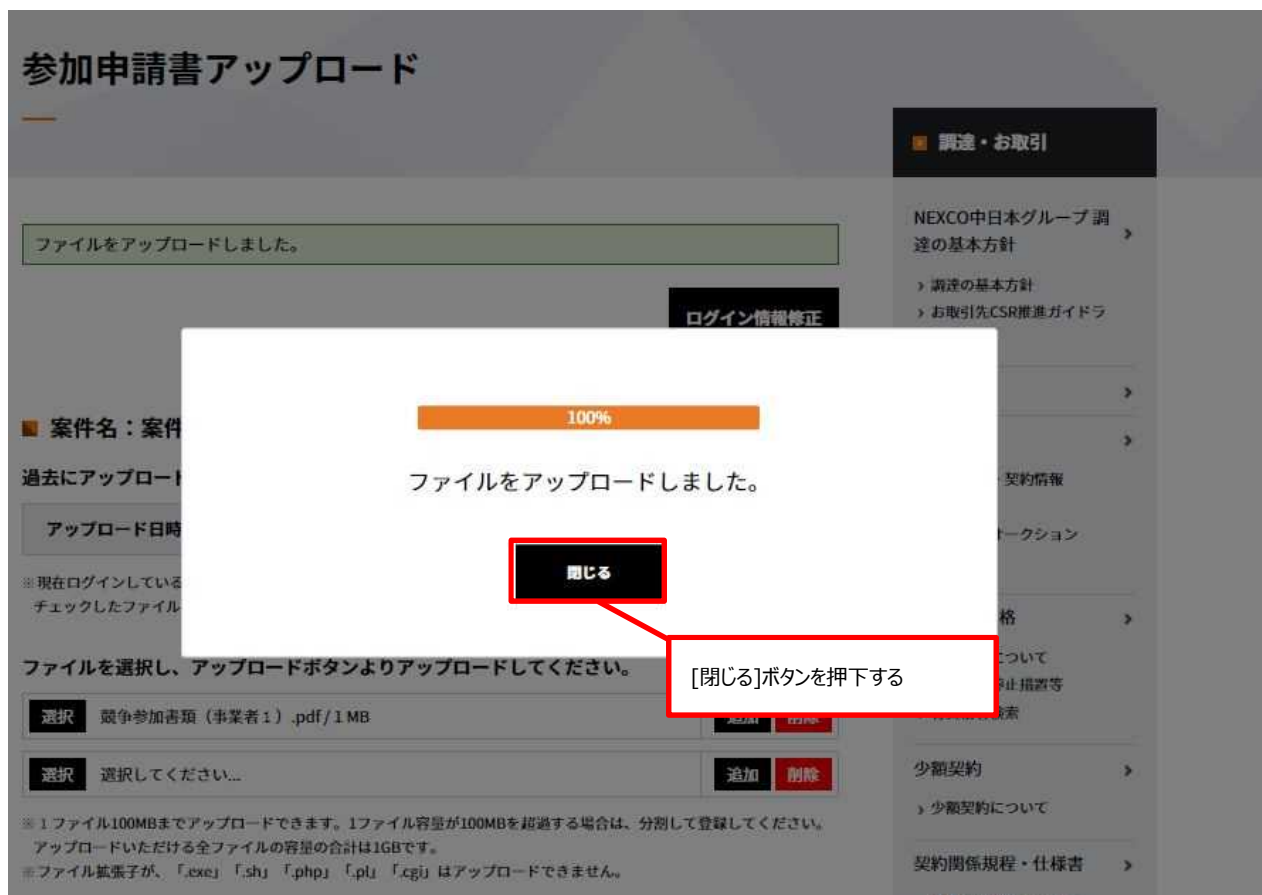 参加申請書アップロード
調達・お取引
ファイルをアップロードしました。
NEXCO中日本グループ 調
達の基本方針
調達の基本方針
お取引先CSR推進ガイドラ
ログイン情報修正
100%
ファイルをアップロードしました。
閉じる
[閉じる]ボタンを押下する
案件名：案件
過去にアップロード
アップロード日時
※現在ログインしている
チェックしたファイル
契約情報
オークション
格
ついて
停止措置等
検索
ファイルを選択し、アップロードボタンよりアップロードしてください。
選択 競争参加書類（事業者１）.pdf / 1 MB 追加 削除
選択 選択してください... 追加 削除
※１ファイル100MBまでアップロードできます。1ファイル容量が100MBを超過する場合は、分割して登録してください。
アップロードいただける全ファイルの容量の合計は1GBです。
※ファイル拡張子が、「.exe」「.sh」「.php」「.pl」「.cgi」はアップロードできません。
少額契約
少額契約について
契約関係規程・仕様書